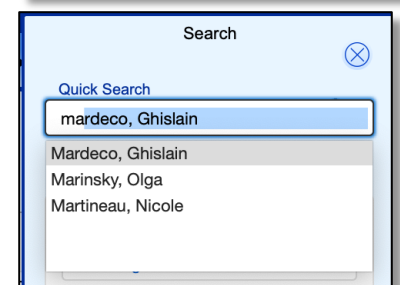 Search
Quick Search
mardeco, Ghislain
Mardeco, Ghislain
Marinsky, Olga
Martineau, Nicole